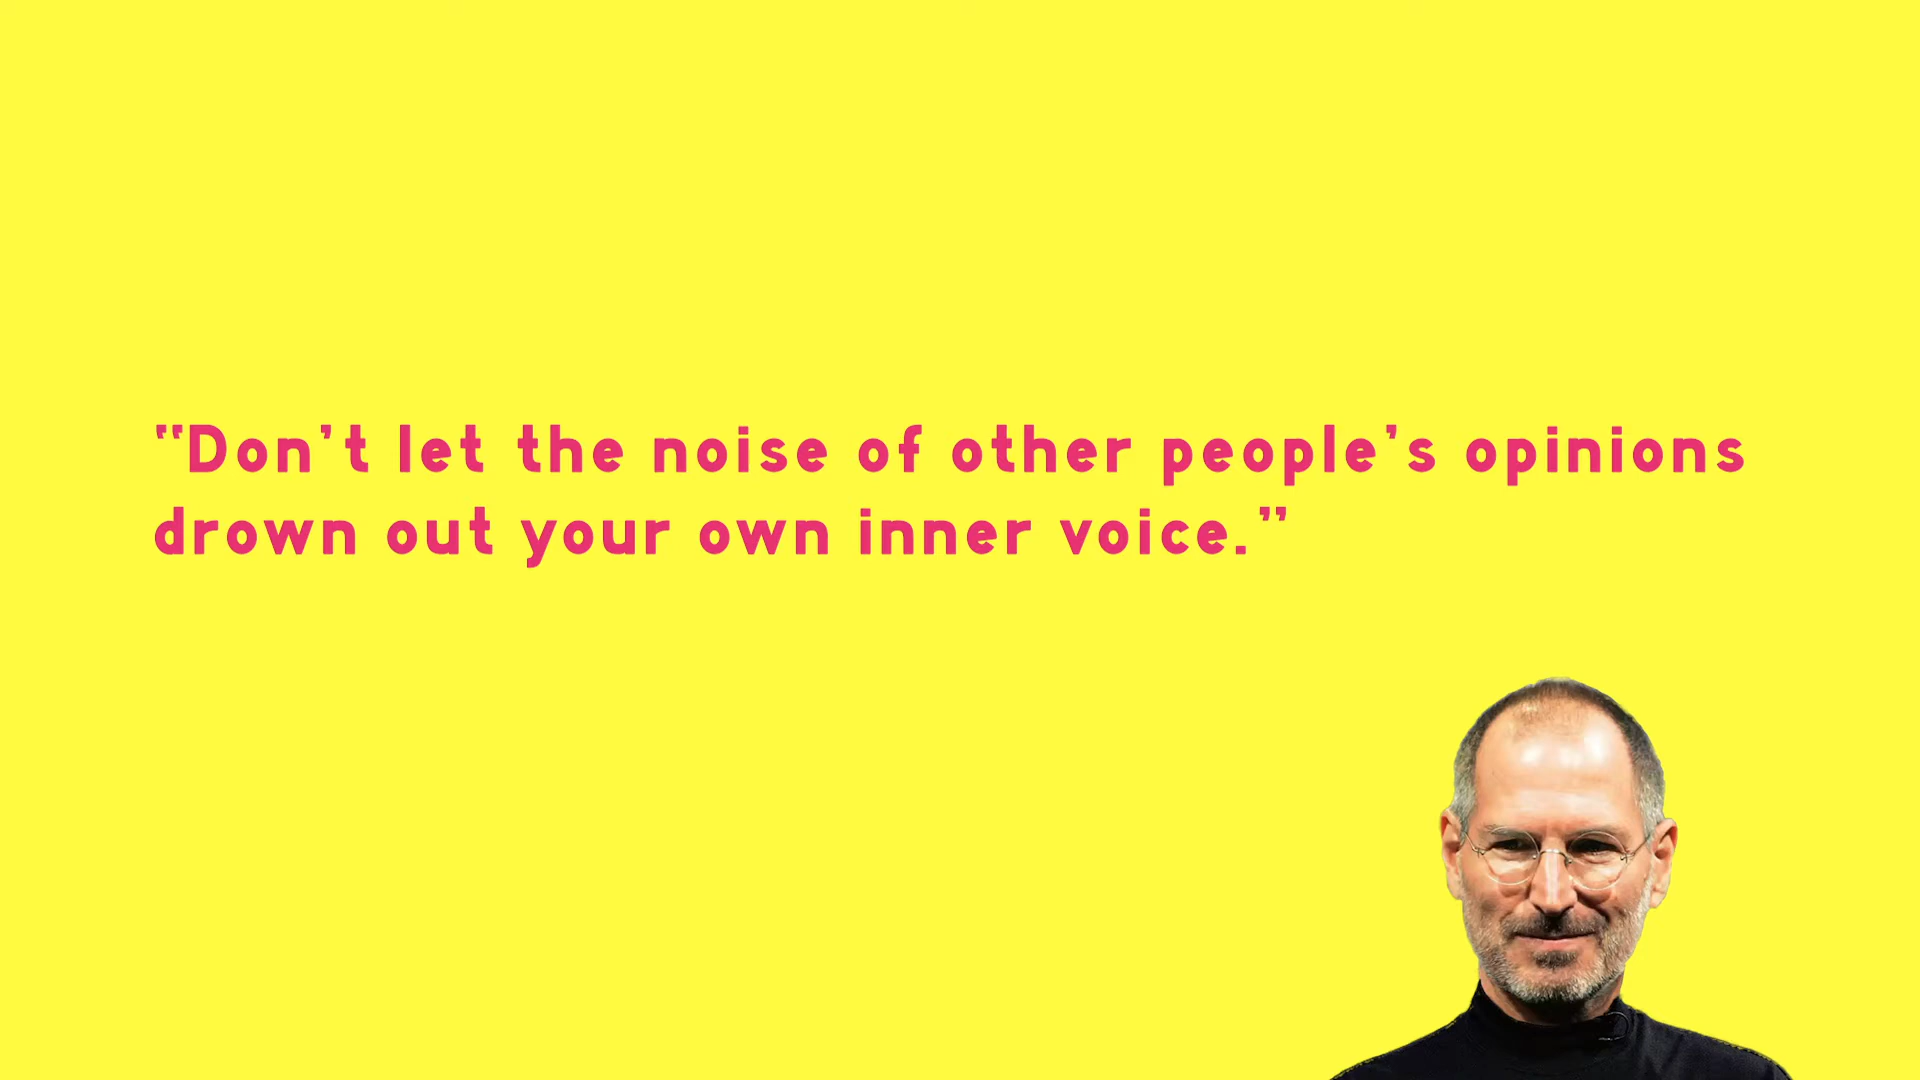 “Don’t let the noise of other people’s opinions
drown out your own inner voice.”